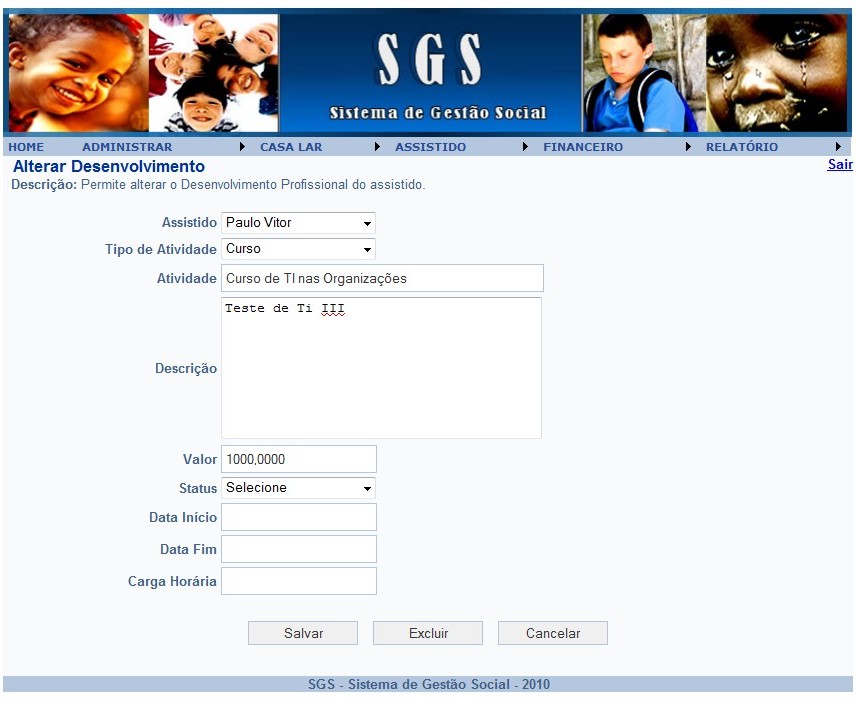 SGS
Sistema de Gestão Social
HOME ADMINISTRAR CASA LAR ASSISTIDO FINANCEIRO RELATÓRIO
Alterar Desenvolvimento Sair
Descrição: Permite alterar o Desenvolvimento Profissional do assistido.
Assistido Paulo Vitor
Tipo de Atividade Curso
Atividade Curso de TI nas Organizações
Teste de Ti III
Descrição
Valor 1000,0000
Status Selecione
Data Início
Data Fim
Carga Horária
Salvar Excluir Cancelar
SGS - Sistema de Gestão Social - 2010